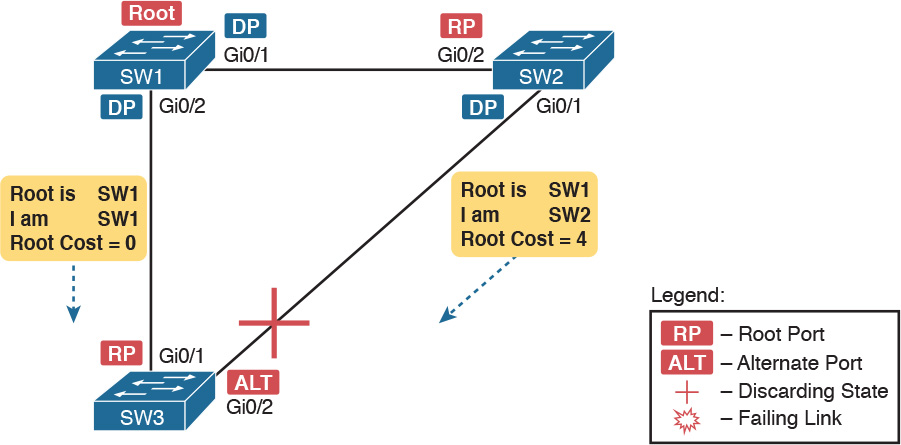 Root
DP
RP
Gi0/1
Gi0/2
SW1
SW2
DP
Gi0/2
DP
Gi0/1
Root is SW1
I am SW1
Root Cost = 0
Root is SW1
I am SW2
Root Cost = 4
RP
Gi0/1
ALT
Gi0/2
SW3
Legend:
RP – Root Port
ALT – Alternate Port
– Discarding State
– Failing Link